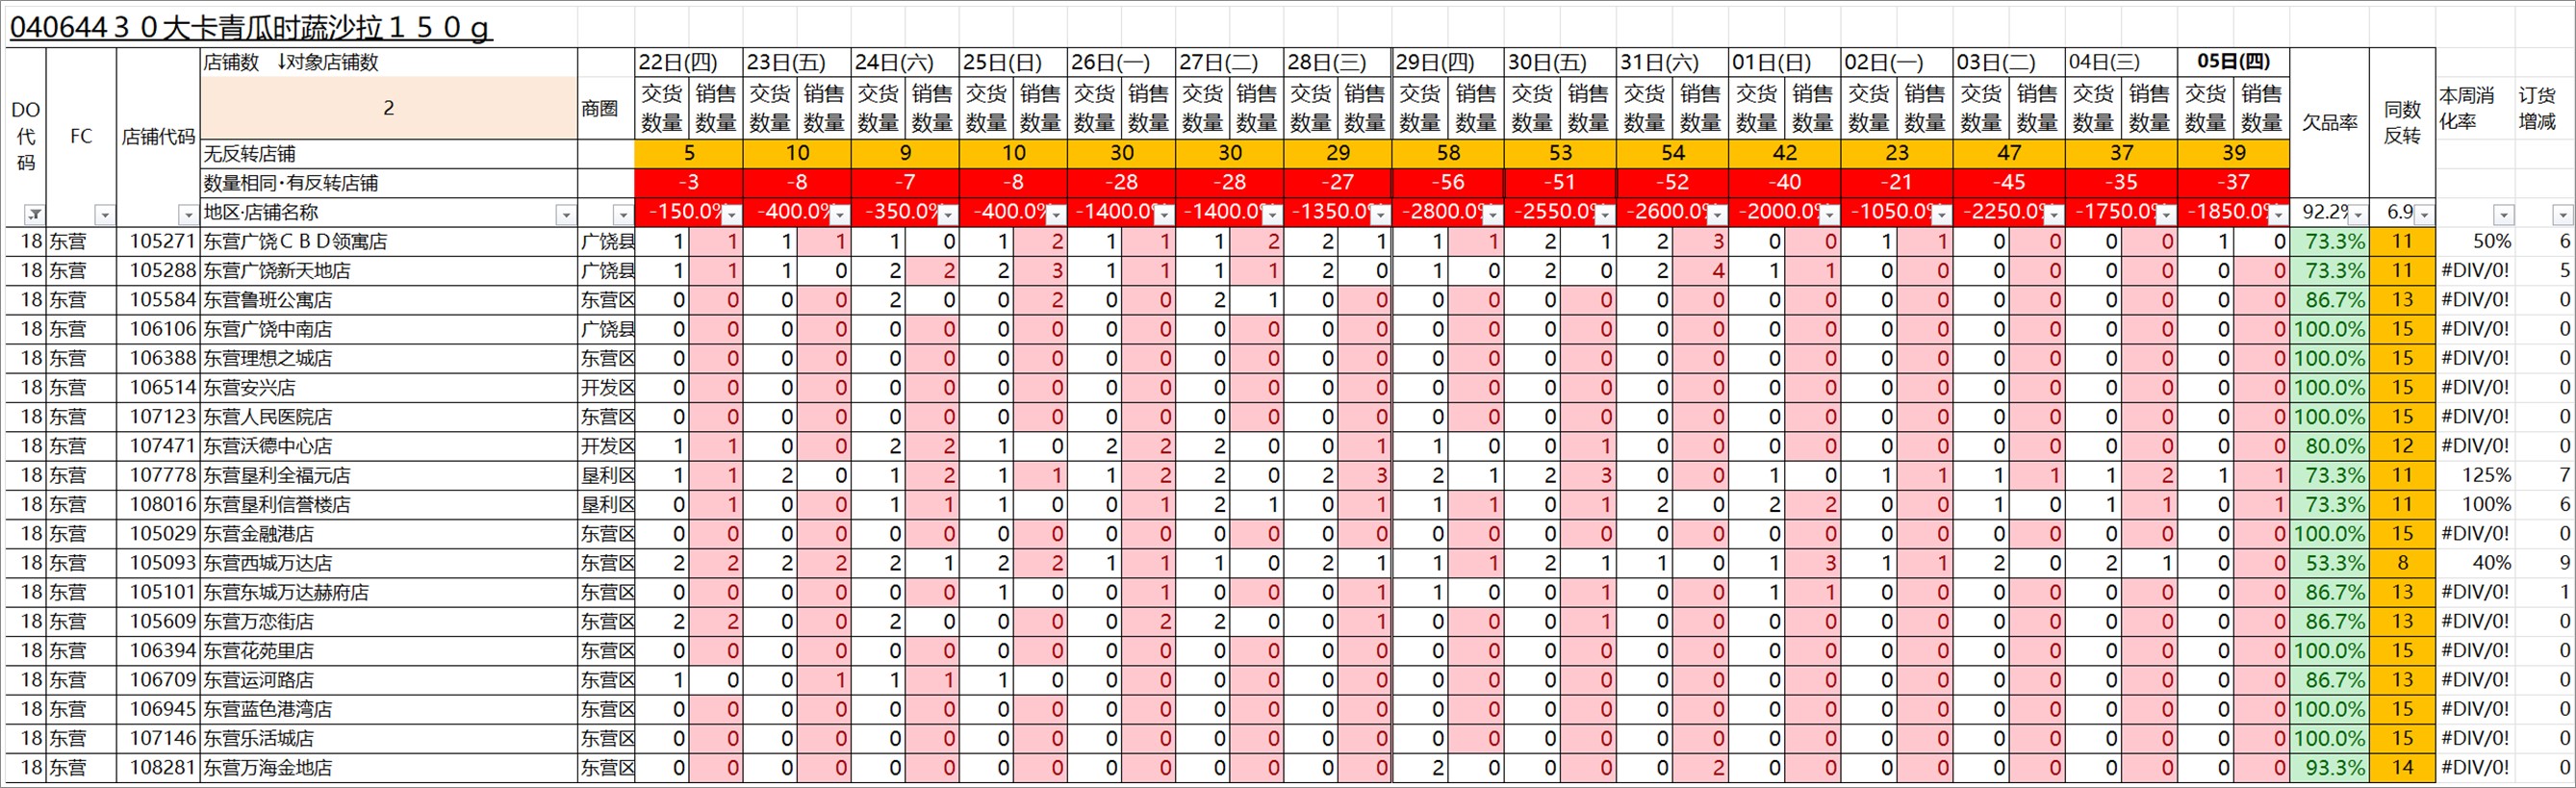 0406443０大卡青瓜时蔬沙拉１５０g
店铺数 ↓对象店铺数 22日(四) 23日(五) 24日(六) 25日(日) 26日(一) 27日(二) 28日(三) 29日(四) 30日(五) 31日(六) 01日(日) 02日(一) 03日(二) 04日(三) 05日(四)
DO代码 FC 店铺代码 2 商圈 交货数量 销售数量 交货数量 销售数量 交货数量 销售数量 交货数量 销售数量 交货数量 销售数量 交货数量 销售数量 交货数量 销售数量 交货数量 销售数量 交货数量 销售数量 交货数量 销售数量 交货数量 销售数量 交货数量 销售数量 交货数量 销售数量 交货数量 销售数量 交货数量 销售数量 欠品率 同数反转 本周消化率 订货增减
无反转店铺 5 10 9 10 30 30 29 58 53 54 42 23 47 37 39
数量相同·有反转店铺 -3 -8 -7 -8 -28 -28 -27 -56 -51 -52 -40 -21 -45 -35 -37
地区·店铺名称 -150.0% -400.0% -350.0% -400.0% -1400.0% -1400.0% -1350.0% -2800.0% -2550.0% -2600.0% -2000.0% -1050.0% -2250.0% -1750.0% -1850.0% 92.2% 6.9
18 东营 105271 东营广饶ＣＢＤ领寓店 广饶县 1 1 1 1 1 0 1 2 1 1 1 2 2 1 1 1 2 1 2 3 0 0 1 1 0 0 0 0 1 0 73.3% 11 50% 6
18 东营 105288 东营广饶新天地店 广饶县 1 1 1 0 2 2 2 3 1 1 1 1 2 0 1 0 2 0 2 4 1 1 0 0 0 0 0 0 0 0 73.3% 11 #DIV/0! 5
18 东营 105584 东营鲁班公寓店 东营区 0 0 0 0 2 0 0 2 0 0 2 1 0 0 0 0 0 0 0 0 0 0 0 0 0 0 0 0 0 0 86.7% 13 #DIV/0! 0
18 东营 106106 东营广饶中南店 广饶县 0 0 0 0 0 0 0 0 0 0 0 0 0 0 0 0 0 0 0 0 0 0 0 0 0 0 0 0 0 0 100.0% 15 #DIV/0! 0
18 东营 106388 东营理想之城店 东营区 0 0 0 0 0 0 0 0 0 0 0 0 0 0 0 0 0 0 0 0 0 0 0 0 0 0 0 0 0 0 100.0% 15 #DIV/0! 0
18 东营 106514 东营安兴店 开发区 0 0 0 0 0 0 0 0 0 0 0 0 0 0 0 0 0 0 0 0 0 0 0 0 0 0 0 0 0 0 100.0% 15 #DIV/0! 0
18 东营 107123 东营人民医院店 东营区 0 0 0 0 0 0 0 0 0 0 0 0 0 0 0 0 0 0 0 0 0 0 0 0 0 0 0 0 0 0 100.0% 15 #DIV/0! 0
18 东营 107471 东营沃德中心店 开发区 1 1 0 0 2 2 1 0 2 2 2 0 0 1 1 0 0 1 0 0 0 0 0 0 0 0 0 0 0 0 80.0% 12 #DIV/0! 0
18 东营 107778 东营垦利全福元店 垦利区 1 1 2 0 1 2 1 1 1 2 2 0 2 3 2 1 2 3 0 0 1 0 1 1 1 1 1 2 1 1 73.3% 11 125% 7
18 东营 108016 东营垦利信誉楼店 垦利区 0 1 0 0 1 1 1 0 0 1 2 1 0 1 1 1 0 1 2 0 2 2 0 0 1 0 1 1 0 1 73.3% 11 100% 6
18 东营 105029 东营金融港店 东营区 0 0 0 0 0 0 0 0 0 0 0 0 0 0 0 0 0 0 0 0 0 0 0 0 0 0 0 0 0 0 100.0% 15 #DIV/0! 0
18 东营 105093 东营西城万达店 东营区 2 2 2 2 2 1 2 2 1 1 1 0 2 1 1 1 2 1 1 0 1 3 1 1 2 0 2 1 0 0 53.3% 8 40% 9
18 东营 105101 东营东城万达赫府店 东营区 0 0 0 0 0 0 1 0 0 1 0 0 0 1 1 0 0 1 0 0 1 1 0 0 0 0 0 0 0 0 86.7% 13 #DIV/0! 1
18 东营 105609 东营万恋街店 东营区 2 2 0 0 2 0 0 0 0 2 2 0 0 1 0 0 0 1 0 0 0 0 0 0 0 0 0 0 0 0 86.7% 13 #DIV/0! 0
18 东营 106394 东营花苑里店 东营区 0 0 0 0 0 0 0 0 0 0 0 0 0 0 0 0 0 0 0 0 0 0 0 0 0 0 0 0 0 0 100.0% 15 #DIV/0! 0
18 东营 106709 东营运河路店 东营区 1 0 0 1 1 1 1 0 0 0 0 0 0 0 0 0 0 0 0 0 0 0 0 0 0 0 0 0 0 0 86.7% 13 #DIV/0! 0
18 东营 106945 东营蓝色港湾店 东营区 0 0 0 0 0 0 0 0 0 0 0 0 0 0 0 0 0 0 0 0 0 0 0 0 0 0 0 0 0 0 100.0% 15 #DIV/0! 0
18 东营 107146 东营乐活城店 东营区 0 0 0 0 0 0 0 0 0 0 0 0 0 0 0 0 0 0 0 0 0 0 0 0 0 0 0 0 0 0 100.0% 15 #DIV/0! 0
18 东营 108281 东营万海金地店 东营区 0 0 0 0 0 0 0 0 0 0 0 0 0 0 2 0 0 0 0 2 0 0 0 0 0 0 0 0 0 0 93.3% 14 #DIV/0! 0